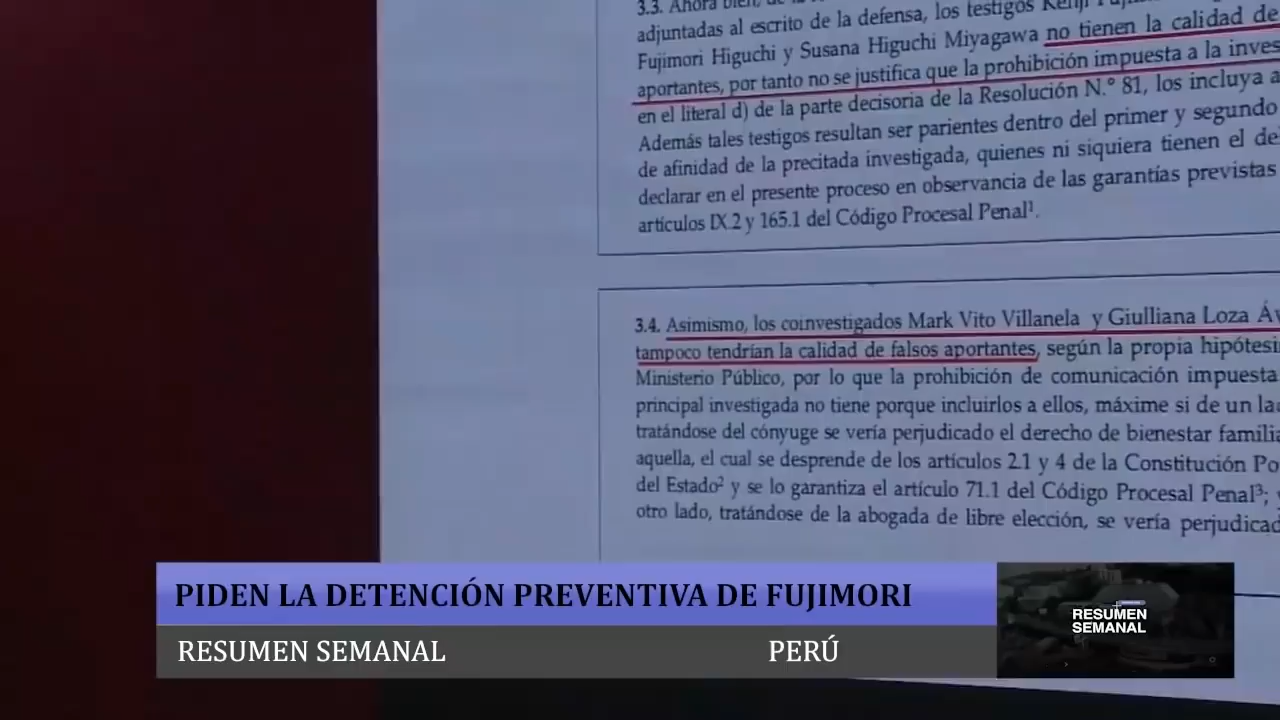 3.3. Ahora bien, de la
adjuntadas al escrito de la defensa, los testigos Kenji
Fujimori Higuchi y Susana Higuchi Miyagawa no tienen la calidad de
aportantes, por tanto no se justifica que la prohibición impuesta a la inves
en el literal d) de la parte decisoria de la Resolución N.° 81, los incluya a
Además tales testigos resultan ser parientes dentro del primer y segundo
de afinidad de la precitada investigada, quienes ni siquiera tienen el de
declarar en el presente proceso en observancia de las garantías previstas
artículos IX.2 y 165.1 del Código Procesal Penal¹.
3.4. Asimismo, los coinvestigados Mark Vito Villanela y Giulliana Loza Áv
tampoco tendrían la calidad de falsos aportantes, según la propia hipótesi
Ministerio Público, por lo que la prohibición de comunicación impuesta
principal investigada no tiene porque incluirlos a ellos, máxime si de un la
tratándose del cónyuge se vería perjudicado el derecho de bienestar familia
aquella, el cual se desprende de los artículos 2.1 y 4 de la Constitución Po
del Estado² y se lo garantiza el artículo 71.1 del Código Procesal Penal³; y
otro lado, tratándose de la abogada de libre elección, se vería perjudicad
PIDEN LA DETENCIÓN PREVENTIVA DE FUJIMORI
RESUMEN SEMANAL PERÚ
RESUMEN
SEMANAL